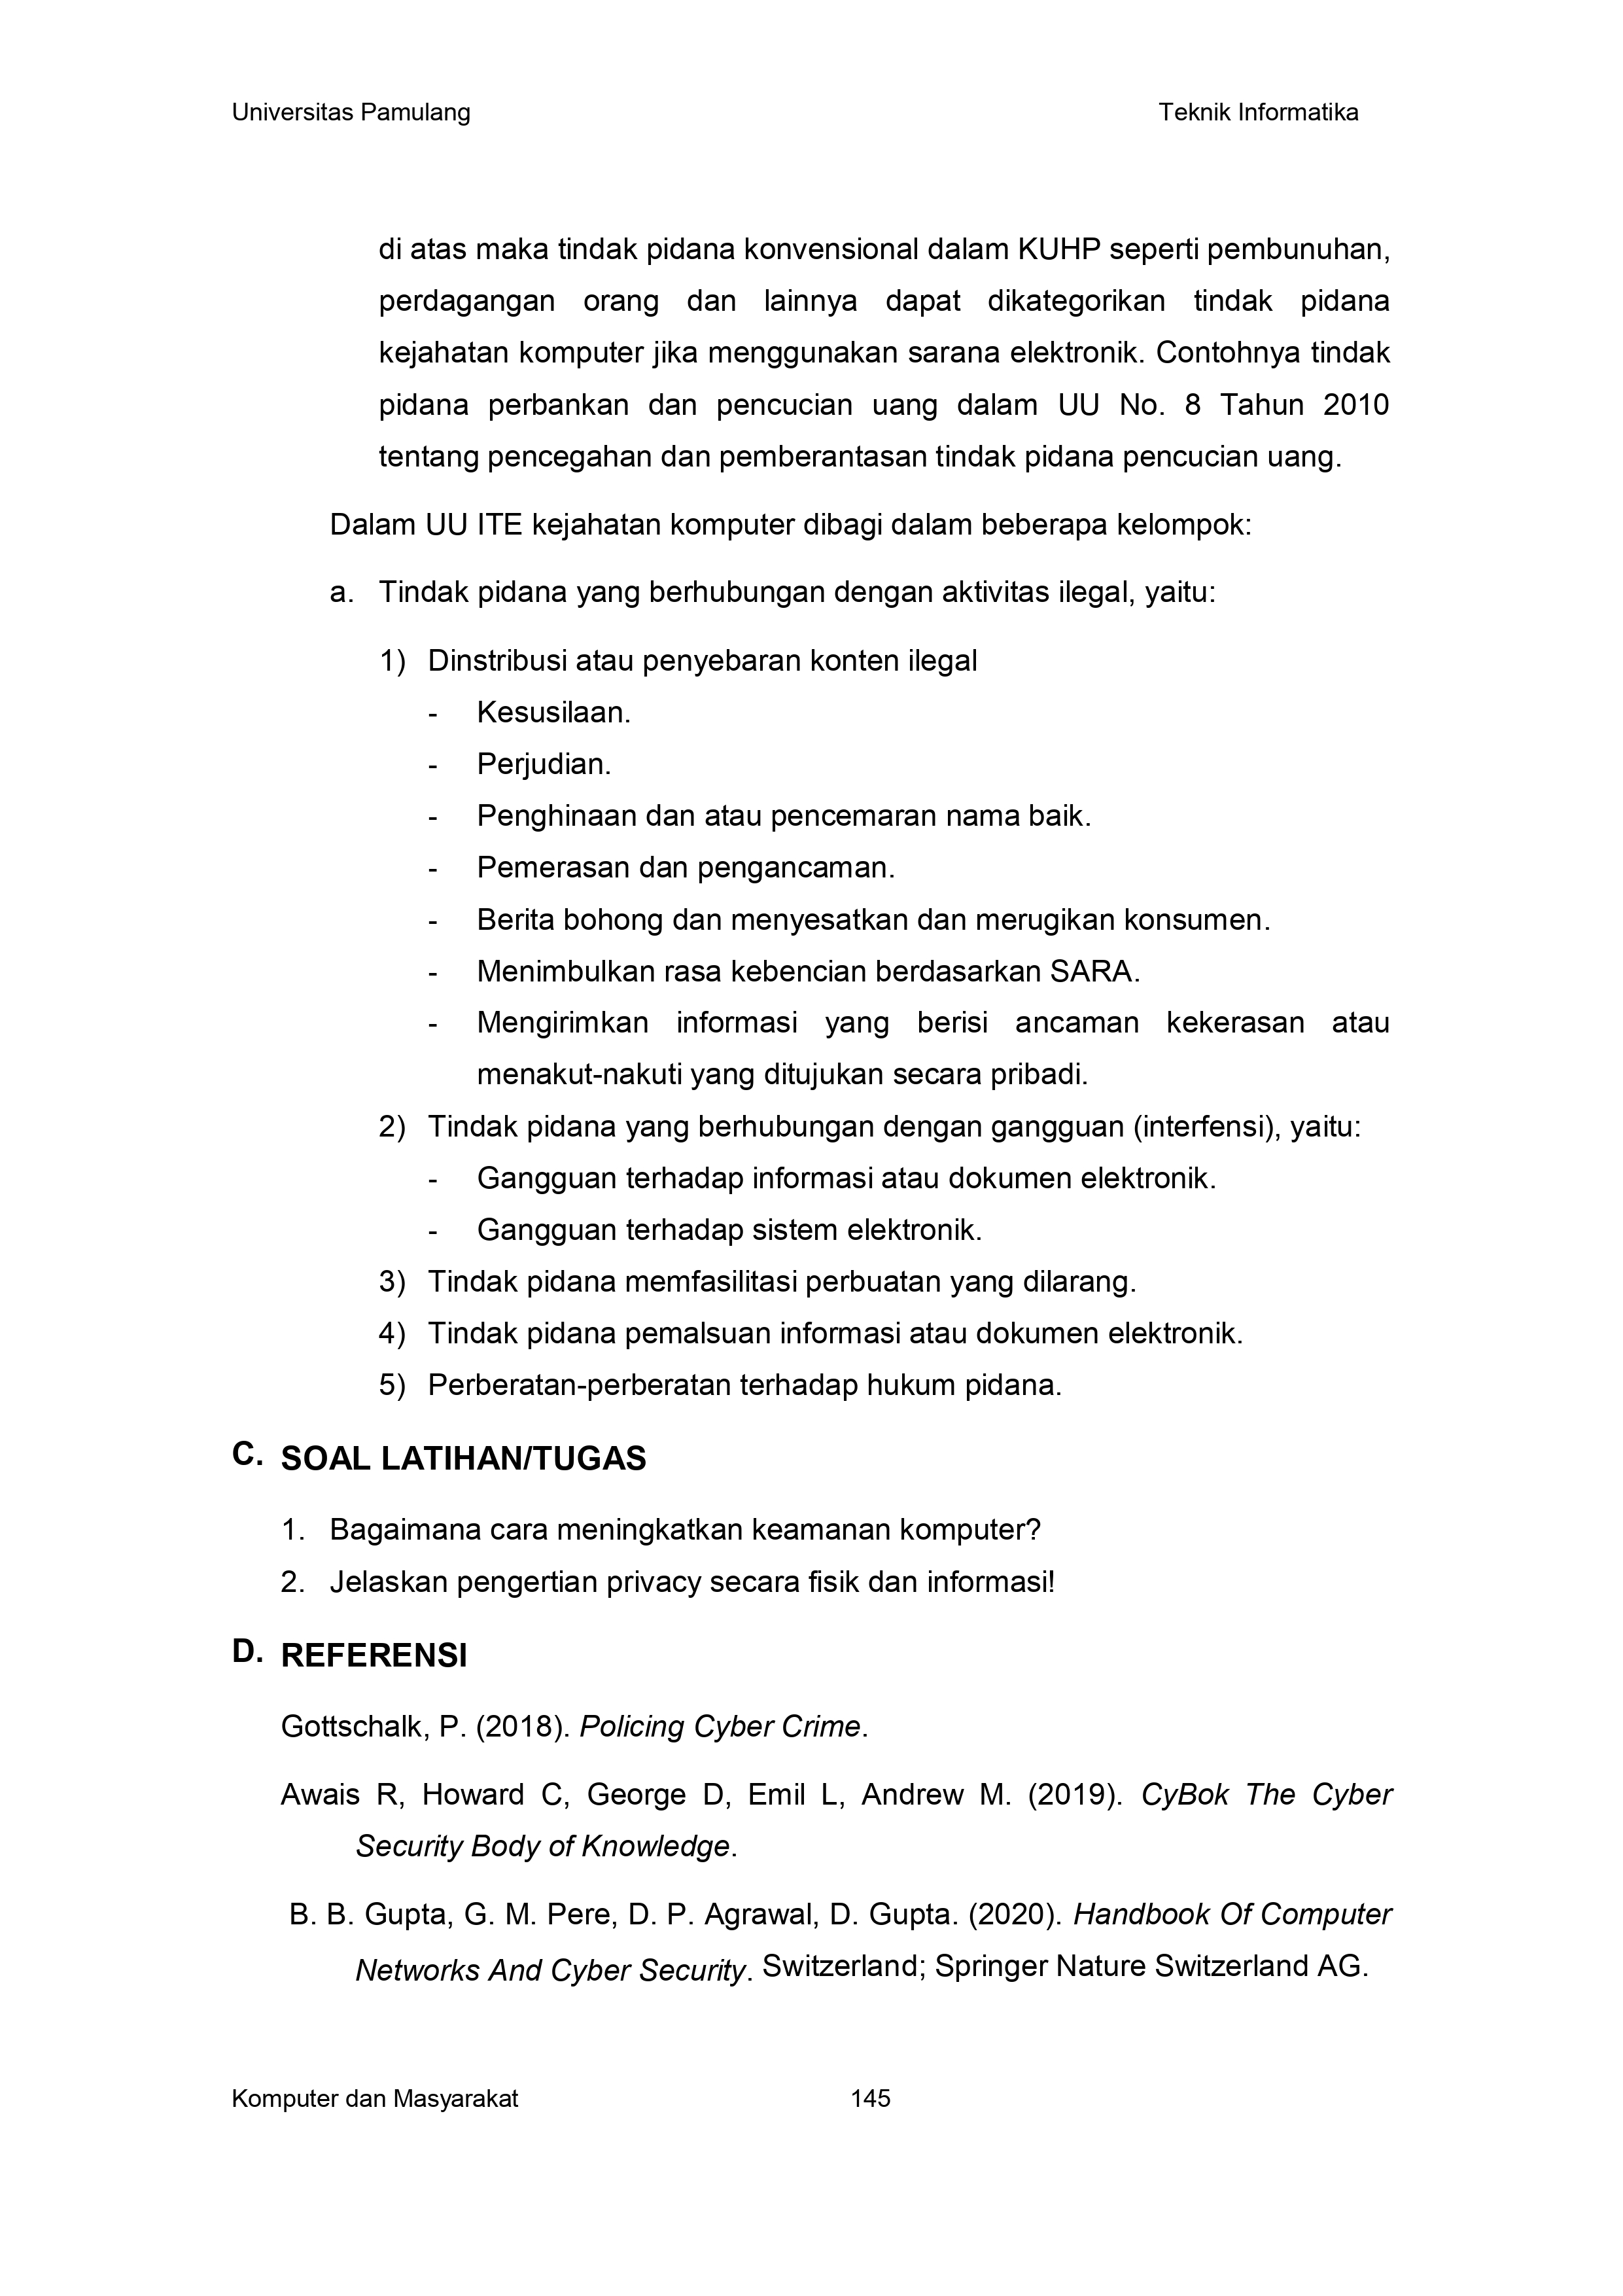 Universitas Pamulang Teknik Informatika
di atas maka tindak pidana konvensional dalam KUHP seperti pembunuhan,
perdagangan orang dan lainnya dapat dikategorikan tindak pidana
kejahatan komputer jika menggunakan sarana elektronik. Contohnya tindak
pidana perbankan dan pencucian uang dalam UU No. 8 Tahun 2010
tentang pencegahan dan pemberantasan tindak pidana pencucian uang.
Dalam UU ITE kejahatan komputer dibagi dalam beberapa kelompok:
a. Tindak pidana yang berhubungan dengan aktivitas ilegal, yaitu:
1) Dinstribusi atau penyebaran konten ilegal
- Kesusilaan.
- Perjudian.
- Penghinaan dan atau pencemaran nama baik.
- Pemerasan dan pengancaman.
- Berita bohong dan menyesatkan dan merugikan konsumen.
- Menimbulkan rasa kebencian berdasarkan SARA.
- Mengirimkan informasi yang berisi ancaman kekerasan atau
menakut-nakuti yang ditujukan secara pribadi.
2) Tindak pidana yang berhubungan dengan gangguan (interfensi), yaitu:
- Gangguan terhadap informasi atau dokumen elektronik.
- Gangguan terhadap sistem elektronik.
3) Tindak pidana memfasilitasi perbuatan yang dilarang.
4) Tindak pidana pemalsuan informasi atau dokumen elektronik.
5) Perberatan-perberatan terhadap hukum pidana.
C. SOAL LATIHAN/TUGAS
1. Bagaimana cara meningkatkan keamanan komputer?
2. Jelaskan pengertian privacy secara fisik dan informasi!
D. REFERENSI
Gottschalk, P. (2018). Policing Cyber Crime.
Awais R, Howard C, George D, Emil L, Andrew M. (2019). CyBok The Cyber
Security Body of Knowledge.
B. B. Gupta, G. M. Pere, D. P. Agrawal, D. Gupta. (2020). Handbook Of Computer
Networks And Cyber Security. Switzerland; Springer Nature Switzerland AG.
Komputer dan Masyarakat 145